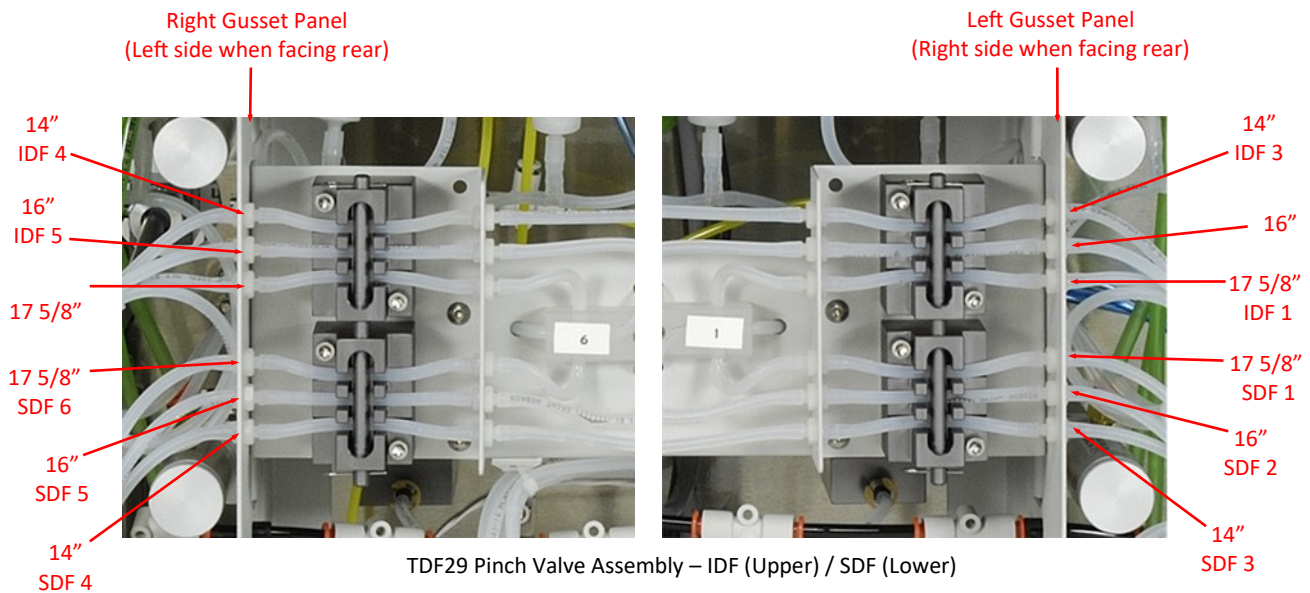 Right Gusset Panel
(Left side when facing rear)
Left Gusset Panel
(Right side when facing rear)
14”
IDF 4
16”
IDF 5
17 5/8”
17 5/8”
SDF 6
16”
SDF 5
14”
SDF 4
6
1
14”
IDF 3
16”
17 5/8”
IDF 1
17 5/8”
SDF 1
16”
SDF 2
14”
SDF 3
TDF29 Pinch Valve Assembly – IDF (Upper) / SDF (Lower)